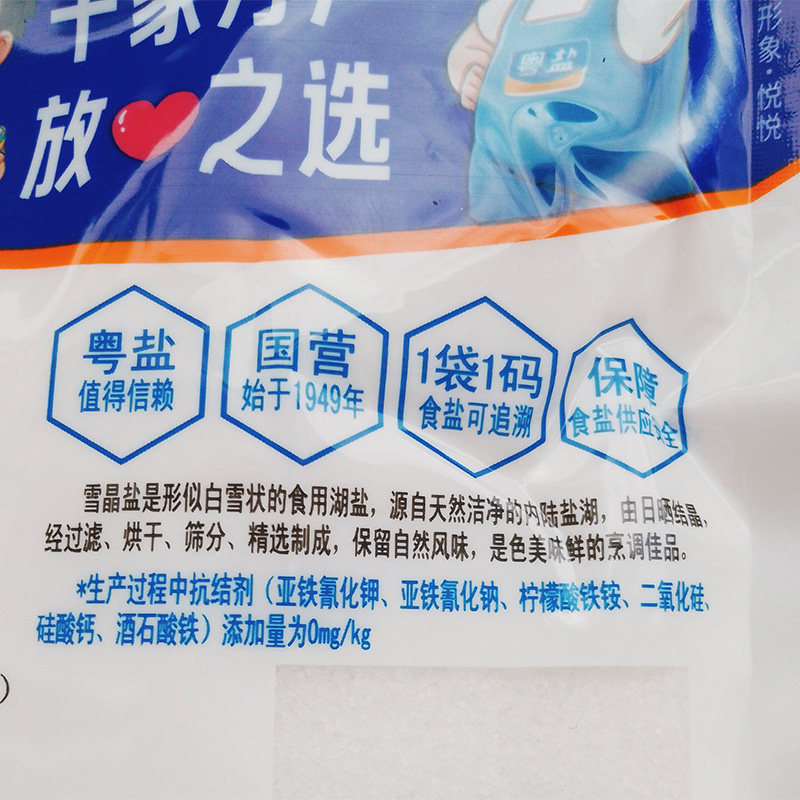 千家万户
放之选
粤盐
形象·悦悦
粤盐
值得信赖
国营
始于1949年
1袋1码
食盐可追溯
保障
食盐供应安全
雪晶盐是形似白雪状的食用湖盐，源自天然洁净的内陆盐湖，由日晒结晶，
经过滤、烘干、筛分、精选制成，保留自然风味，是色美味鲜的烹调佳品。
*生产过程中抗结剂（亚铁氰化钾、亚铁氰化钠、柠檬酸铁铵、二氧化硅、
硅酸钙、酒石酸铁）添加量为0mg/kg
）